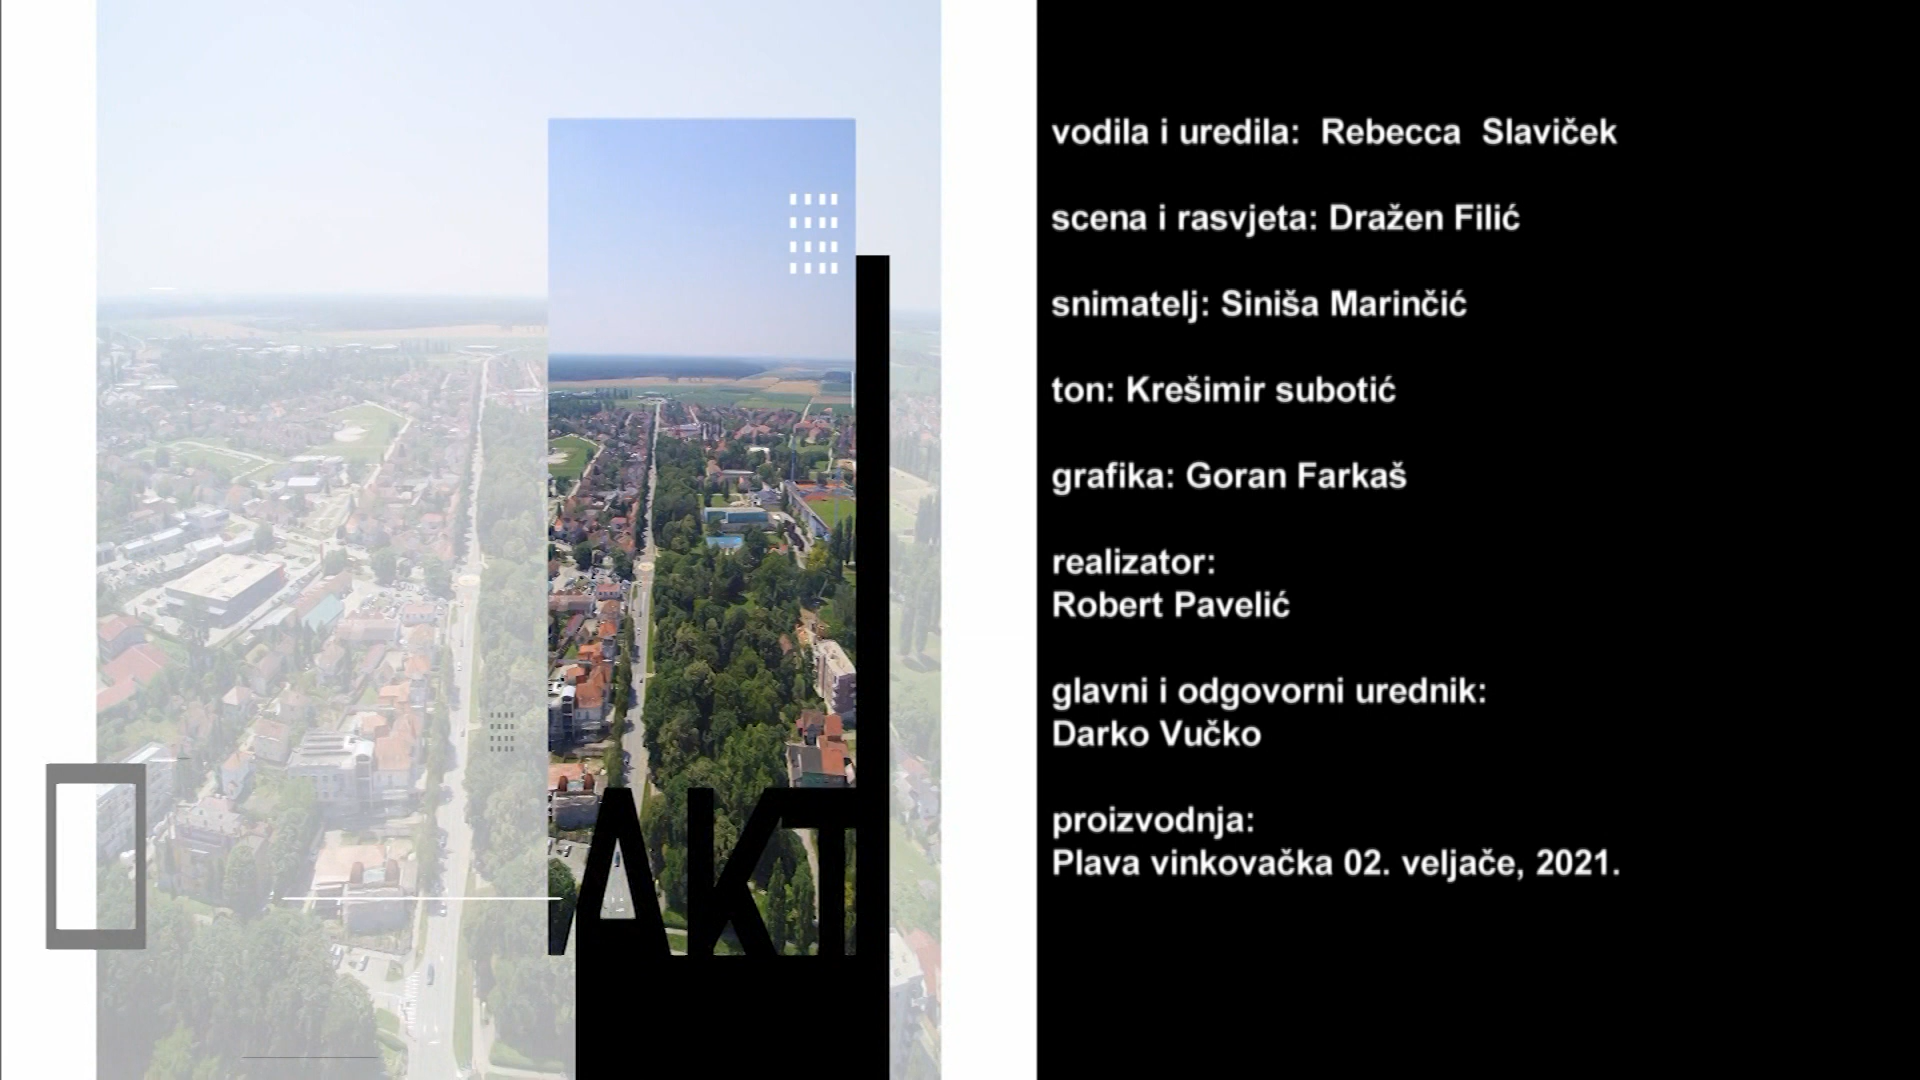 AKT
vodila i uredila: Rebecca Slaviček
scena i rasvjeta: Dražen Filić
snimatelj: Siniša Marinčić
ton: Krešimir subotić
grafika: Goran Farkaš
realizator:
Robert Pavelić
glavni i odgovorni urednik:
Darko Vučko
proizvodnja:
Plava vinkovačka 02. veljače, 2021.